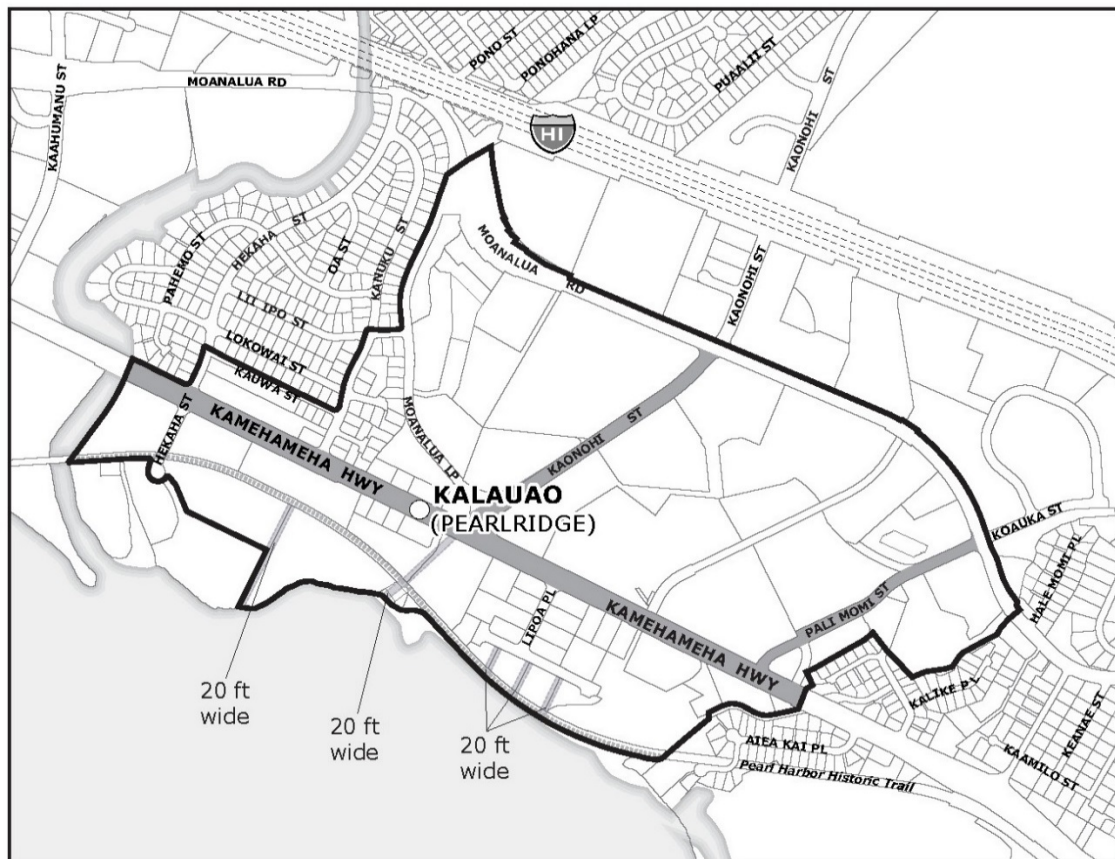 PONO ST
PONOHANA LP
PUAALII ST
KAAHUMANU ST
MOANALUA RD
H1
KAONOHI ST
PAHEMO ST
HEKAHA ST
OA ST
KANUKU ST
MOANALUA RD
KAONOHI ST
LII IPO ST
LOKOWAI ST
KAUWA ST
HEKAHA ST
KAMEHAMEHA HWY
MOANALUA LP
KAONOHI ST
KALAUAO
(PEARLRIDGE)
KOAUKA ST
HALE MOMI PL
PALI MOMI ST
LIPOA PL
KAMEHAMEHA HWY
KALIKE PL
KEANAE ST
KAAMILO ST
AIEA KAI PL
Pearl Harbor Historic Trail
20 ft
wide
20 ft
wide
20 ft
wide